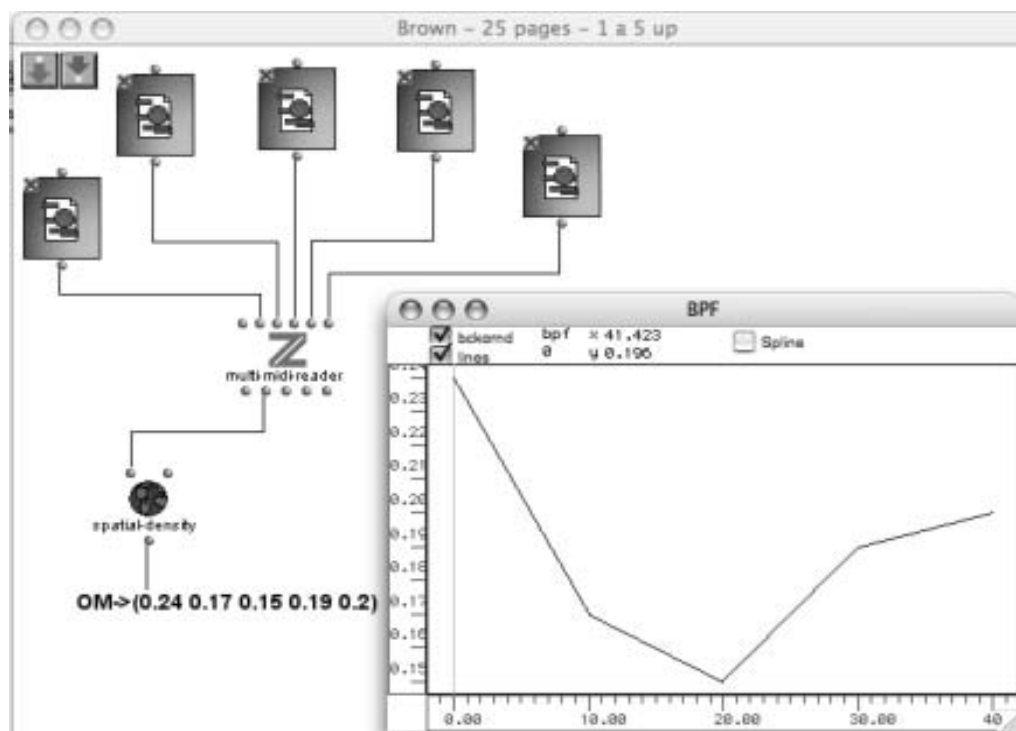 Brown – 25 pages – 1 a 5 up
multi-midi-reader
spatial-density
OM->(0.24 0.17 0.15 0.19 0.2)
BPF
bckgrnd bpf x 41.423
lines 0 y 0.196
Spline
0.23
0.22
0.21
0.20
0.19
0.18
0.17
0.16
0.15
0.00 10.00 20.00 30.00 40